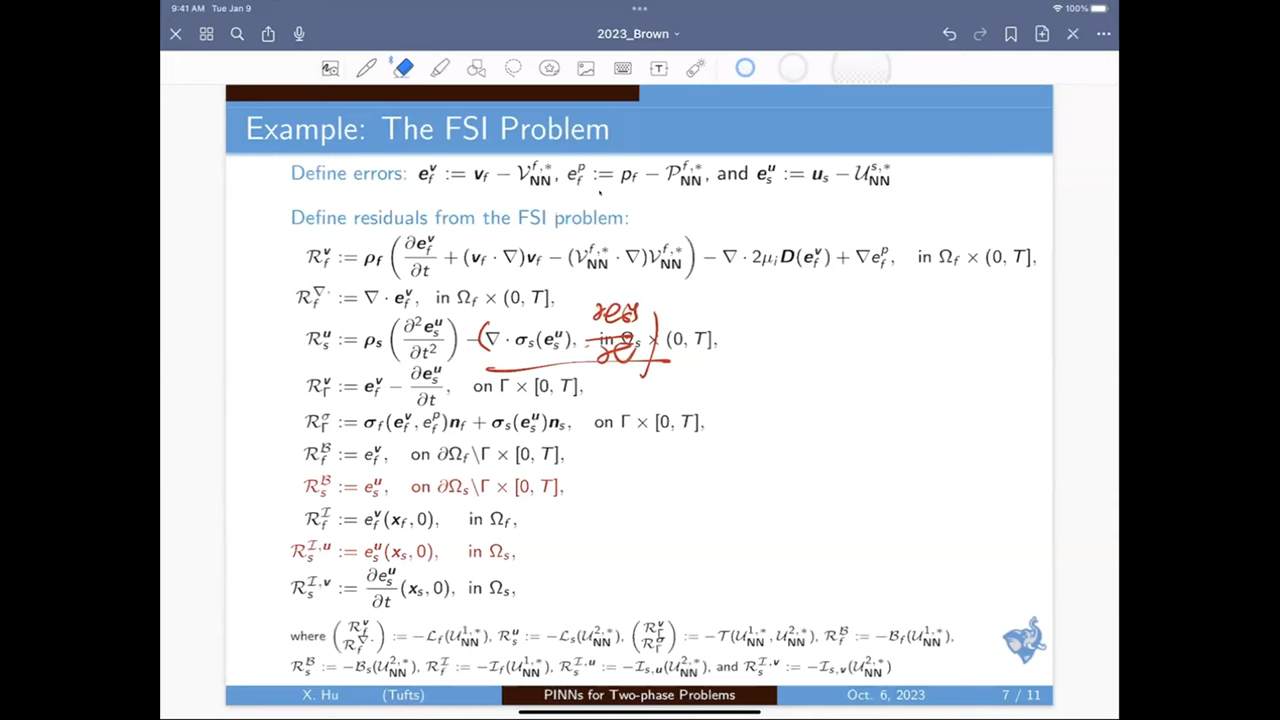 9:41 AM Tue Jan 9
100%
2023_Brown
Example: The FSI Problem
Define errors: e_f^v := v_f − V_NN^{f,*}, e_f^p := p_f − P_NN^{f,*}, and e_s^u := u_s − U_NN^{s,*}
Define residuals from the FSI problem:
R_f^v := ρ_f (∂e_f^v/∂t + (v_f · ∇)v_f − (V_NN^{f,*} · ∇)V_NN^{f,*}) − ∇ · 2μ_i D(e_f^v) + ∇e_f^p, in Ω_f × (0, T],
R_f^{∇·} := ∇ · e_f^v, in Ω_f × (0, T],
R_s^u := ρ_s (∂²e_s^u/∂t²) − (∇ · σ_s(e_s^u), in Ω_s × (0, T],
R_Γ^v := e_f^v − ∂e_s^u/∂t, on Γ × [0, T],
R_Γ^σ := σ_f(e_f^v, e_f^p)n_f + σ_s(e_s^u)n_s, on Γ × [0, T],
R_f^B := e_f^v, on ∂Ω_f\Γ × [0, T],
R_s^B := e_s^u, on ∂Ω_s\Γ × [0, T],
R_f^I := e_f^v(x_f, 0), in Ω_f,
R_s^{I,u} := e_s^u(x_s, 0), in Ω_s,
R_s^{I,v} := ∂e_s^u/∂t (x_s, 0), in Ω_s,
where (R_f^v R_f^{∇·}) := −L_f(U_NN^{1,*}), R_s^u := −L_s(U_NN^{2,*}), (R_Γ^v R_Γ^σ) := −T(U_NN^{1,*}, U_NN^{2,*}), R_f^B := −B_f(U_NN^{1,*}),
R_s^B := −B_s(U_NN^{2,*}), R_f^I := −I_f(U_NN^{1,*}), R_s^{I,u} := −I_{s,u}(U_NN^{2,*}), and R_s^{I,v} := −I_{s,v}(U_NN^{2,*})
X. Hu (Tufts) PINNs for Two-phase Problems Oct. 6, 2023 7 / 11